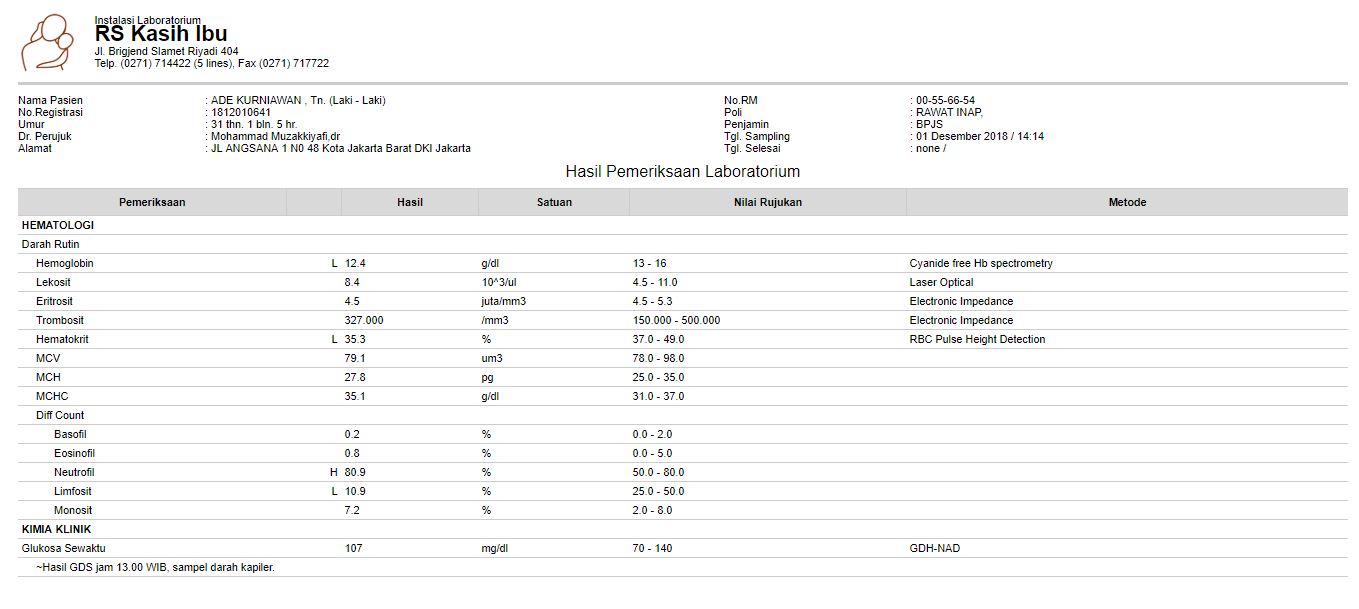 Instalasi Laboratorium
RS Kasih Ibu
Jl. Brigjend Slamet Riyadi 404
Telp. (0271) 714422 (5 lines), Fax (0271) 717722
Nama Pasien : ADE KURNIAWAN , Tn. (Laki - Laki) No.RM : 00-55-66-54
No.Registrasi : 1812010641 Poli : RAWAT INAP,
Umur : 31 thn. 1 bln. 5 hr. Penjamin : BPJS
Dr. Perujuk : Mohammad Muzakkiyafi,dr Tgl. Sampling : 01 Desember 2018 / 14:14
Alamat : JL ANGSANA 1 N0 48 Kota Jakarta Barat DKI Jakarta Tgl. Selesai : none /
Hasil Pemeriksaan Laboratorium
Pemeriksaan Hasil Satuan Nilai Rujukan Metode
HEMATOLOGI
Darah Rutin
Hemoglobin L 12.4 g/dl 13 - 16 Cyanide free Hb spectrometry
Lekosit 8.4 10^3/ul 4.5 - 11.0 Laser Optical
Eritrosit 4.5 juta/mm3 4.5 - 5.3 Electronic Impedance
Trombosit 327.000 /mm3 150.000 - 500.000 Electronic Impedance
Hematokrit L 35.3 % 37.0 - 49.0 RBC Pulse Height Detection
MCV 79.1 um3 78.0 - 98.0
MCH 27.8 pg 25.0 - 35.0
MCHC 35.1 g/dl 31.0 - 37.0
Diff Count
Basofil 0.2 % 0.0 - 2.0
Eosinofil 0.8 % 0.0 - 5.0
Neutrofil H 80.9 % 50.0 - 80.0
Limfosit L 10.9 % 25.0 - 50.0
Monosit 7.2 % 2.0 - 8.0
KIMIA KLINIK
Glukosa Sewaktu 107 mg/dl 70 - 140 GDH-NAD
~Hasil GDS jam 13.00 WIB, sampel darah kapiler.